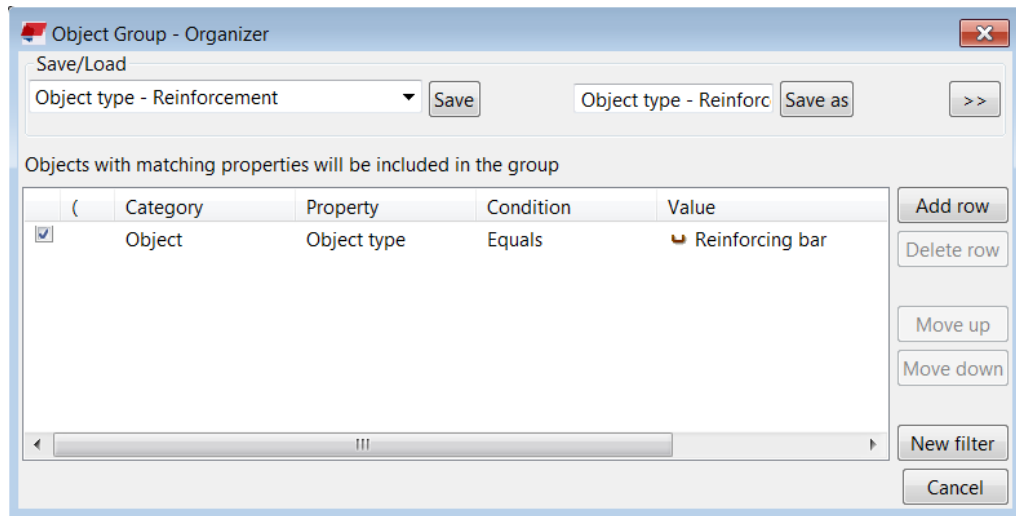 Object Group - Organizer
Save/Load
Object type - Reinforcement Save Object type - Reinforc Save as >>
Objects with matching properties will be included in the group
( Category Property Condition Value Add row
Object Object type Equals Reinforcing bar
Delete row
Move up
Move down
New filter
Cancel